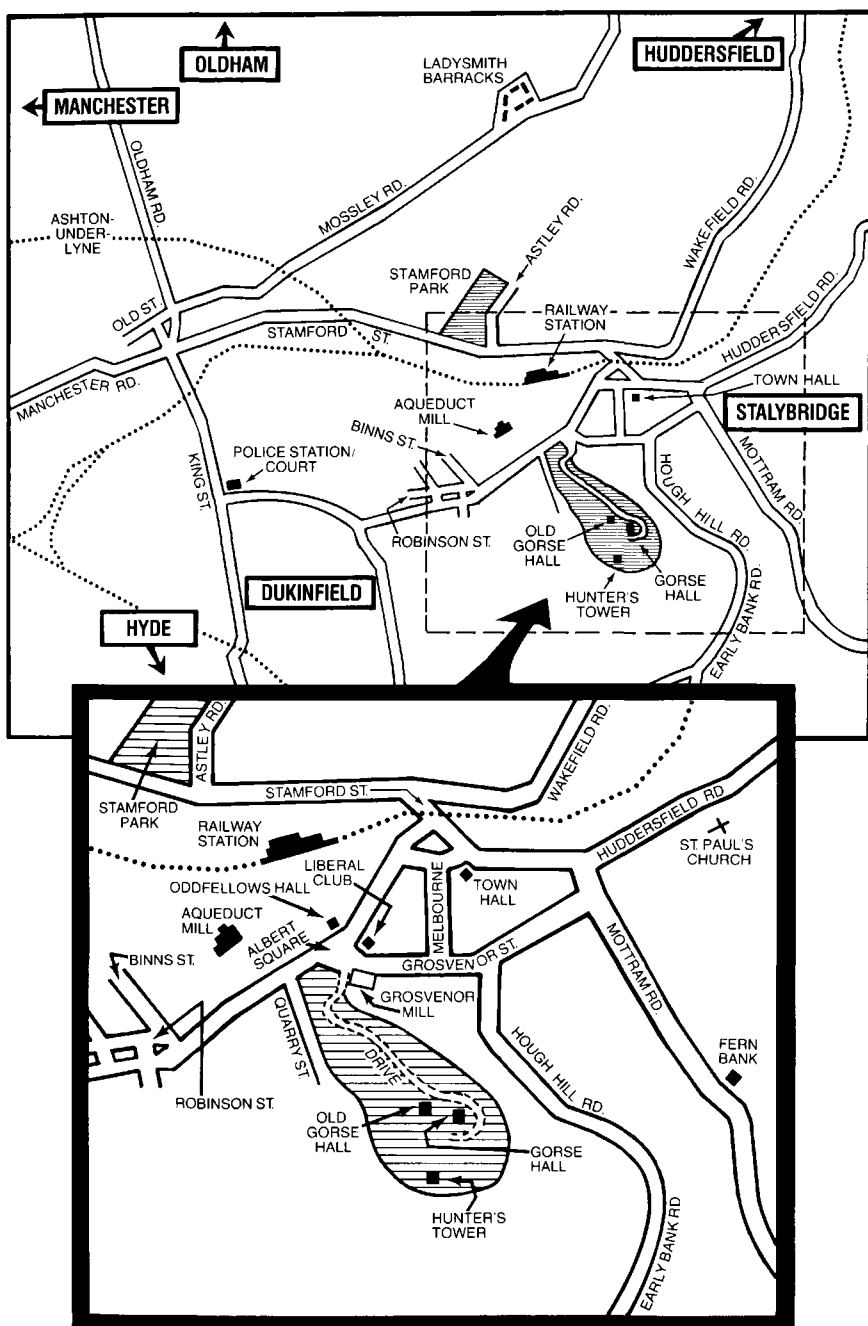 OLDHAM
HUDDERSFIELD
LADYSMITH
BARRACKS
MANCHESTER
OLDHAM RD.
MOSSLEY RD.
ASHTON-
UNDER-
LYNE
ASTLEY RD.
WAKEFIELD RD.
STAMFORD
PARK
OLD ST.
RAILWAY
STATION
HUDDERSFIELD RD.
STAMFORD ST.
MANCHESTER RD.
TOWN HALL
AQUEDUCT
MILL
STALYBRIDGE
BINNS ST.
POLICE STATION/
COURT
KING ST.
MOTTRAM RD.
HOUGH HILL RD.
ROBINSON ST.
OLD
GORSE
HALL
GORSE
HALL
DUKINFIELD
HUNTER'S
TOWER
HYDE
EARLY BANK RD.
ASTLEY RD.
WAKEFIELD RD.
STAMFORD ST.
STAMFORD
PARK
HUDDERSFIELD RD
RAILWAY
STATION
ST. PAUL'S
CHURCH
LIBERAL
CLUB
MELBOURNE
TOWN
HALL
ODDFELLOWS HALL
AQUEDUCT
MILL
ALBERT
SQUARE
BINNS ST.
GROSVENOR ST.
MOTTRAM RD.
GROSVENOR
MILL
QUARRY ST.
DRIVE
HOUGH HILL RD.
FERN
BANK
ROBINSON ST.
OLD
GORSE
HALL
GORSE
HALL
HUNTER'S
TOWER
EARLY BANK RD